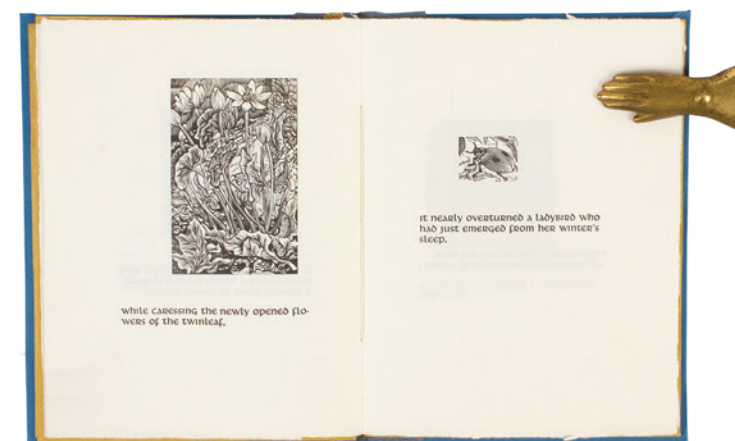 while caressing the newly opened flo-
wers of the twinleaf,
it nearly overturned a ladybird who
had just emerged from her winter's
sleep.